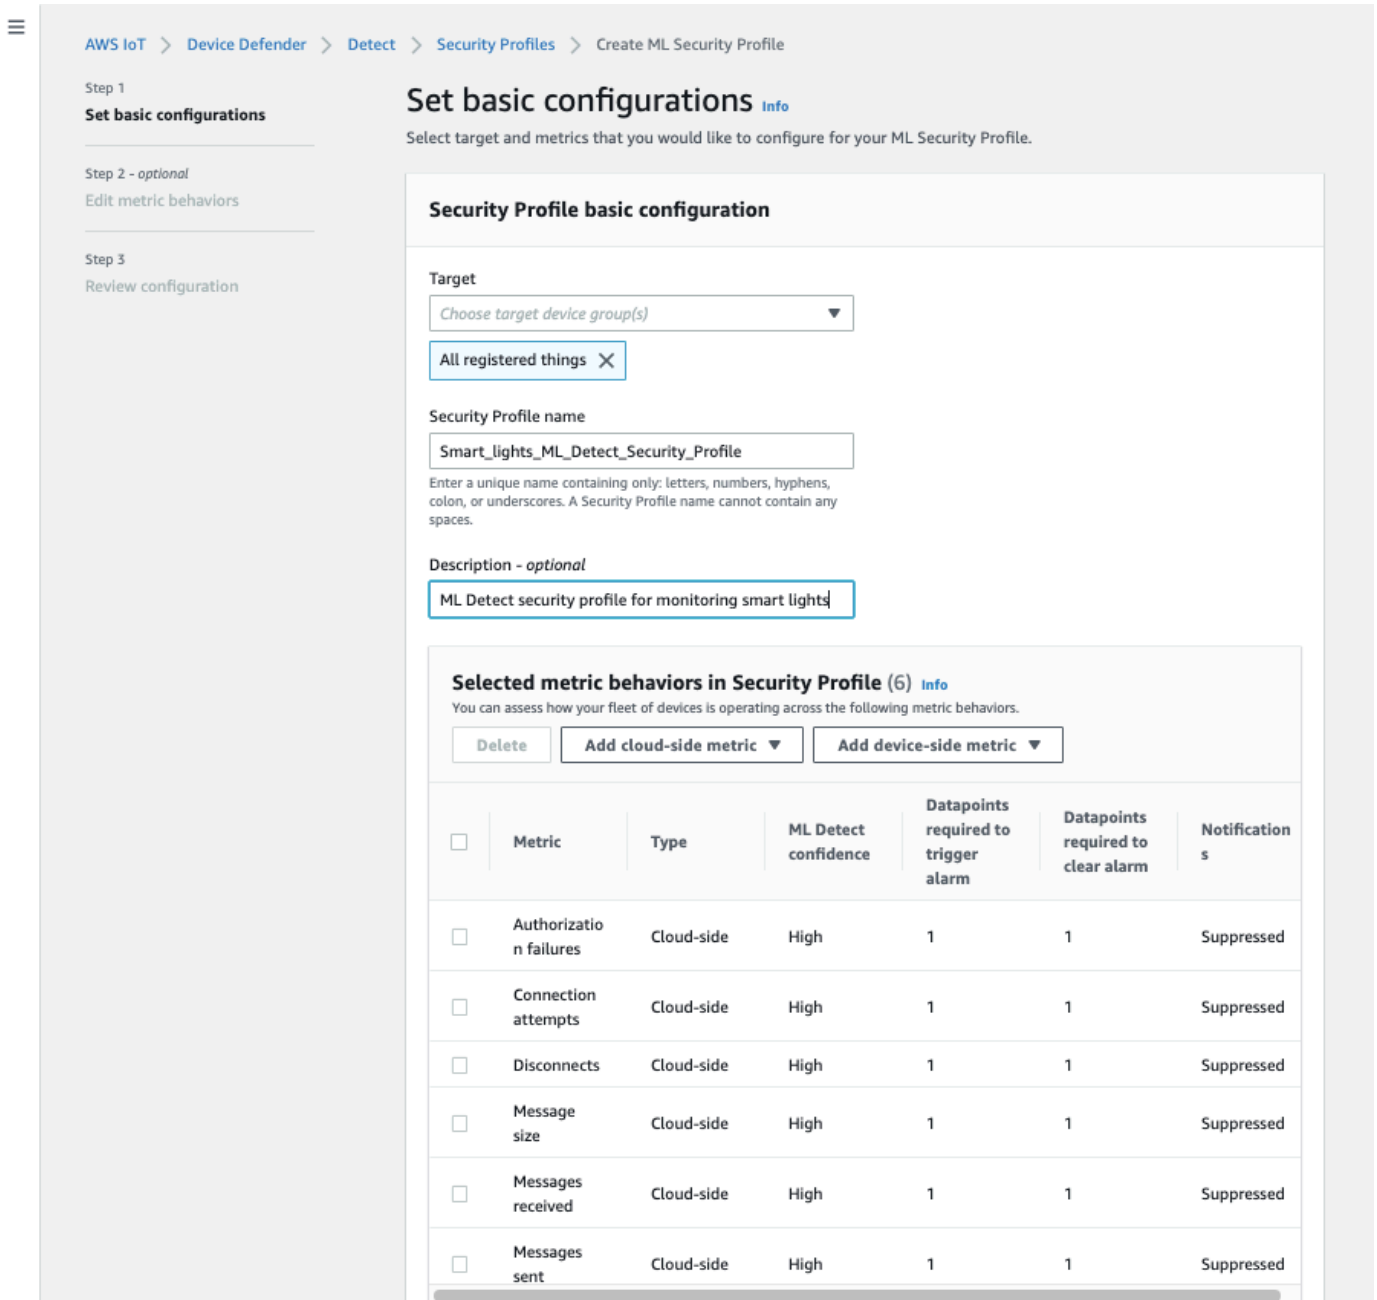 AWS IoT > Device Defender > Detect > Security Profiles > Create ML Security Profile
Step 1
Set basic configurations
Step 2 - optional
Edit metric behaviors
Step 3
Review configuration
Set basic configurations Info
Select target and metrics that you would like to configure for your ML Security Profile.
Security Profile basic configuration
Target
Choose target device group(s)
All registered things
Security Profile name
Smart_lights_ML_Detect_Security_Profile
Enter a unique name containing only: letters, numbers, hyphens,
colon, or underscores. A Security Profile name cannot contain any
spaces.
Description - optional
ML Detect security profile for monitoring smart lights
Selected metric behaviors in Security Profile (6) Info
You can assess how your fleet of devices is operating across the following metric behaviors.
Delete Add cloud-side metric Add device-side metric
Metric
Type
ML Detect
confidence
Datapoints
required to
trigger
alarm
Datapoints
required to
clear alarm
Notification
s
Authorizatio
n failures
Cloud-side High 1 1 Suppressed
Connection
attempts
Cloud-side High 1 1 Suppressed
Disconnects Cloud-side High 1 1 Suppressed
Message
size
Cloud-side High 1 1 Suppressed
Messages
received
Cloud-side High 1 1 Suppressed
Messages
sent
Cloud-side High 1 1 Suppressed